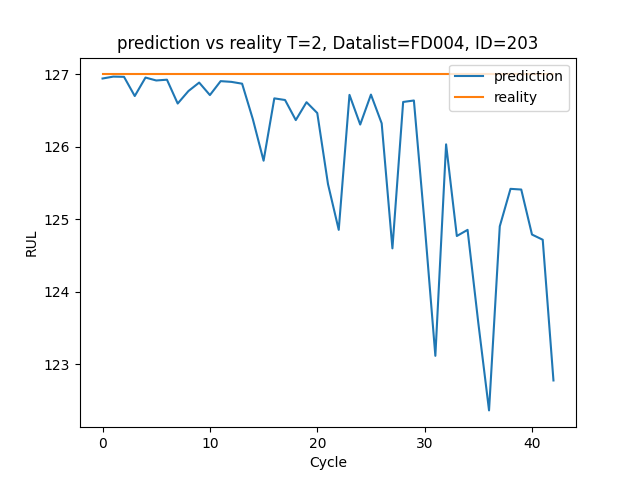 prediction vs reality T=2, Datalist=FD004, ID=203
127
126
125
124
123
RUL
0 10 20 30 40
Cycle
prediction
reality